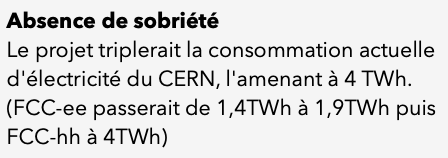 Absence de sobriété
Le projet triplerait la consommation actuelle
d'électricité du CERN, l'amenant à 4 TWh.
(FCC-ee passerait de 1,4TWh à 1,9TWh puis
FCC-hh à 4TWh)